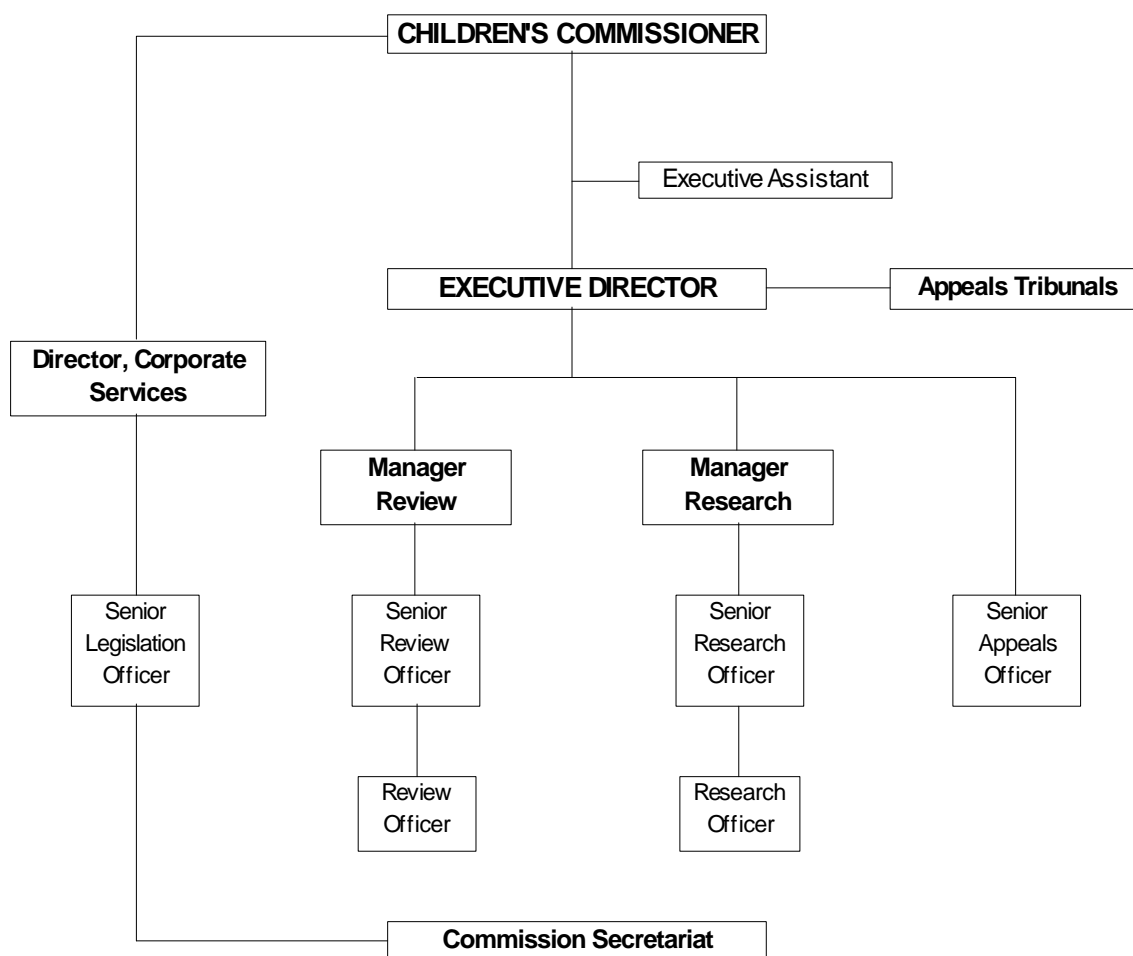 CHILDREN'S COMMISSIONER
Executive Assistant
EXECUTIVE DIRECTOR
Appeals Tribunals
Director, Corporate
Services
Manager
Review
Manager
Research
Senior
Legislation
Officer
Senior
Review
Officer
Senior
Research
Officer
Senior
Appeals
Officer
Review
Officer
Research
Officer
Commission Secretariat